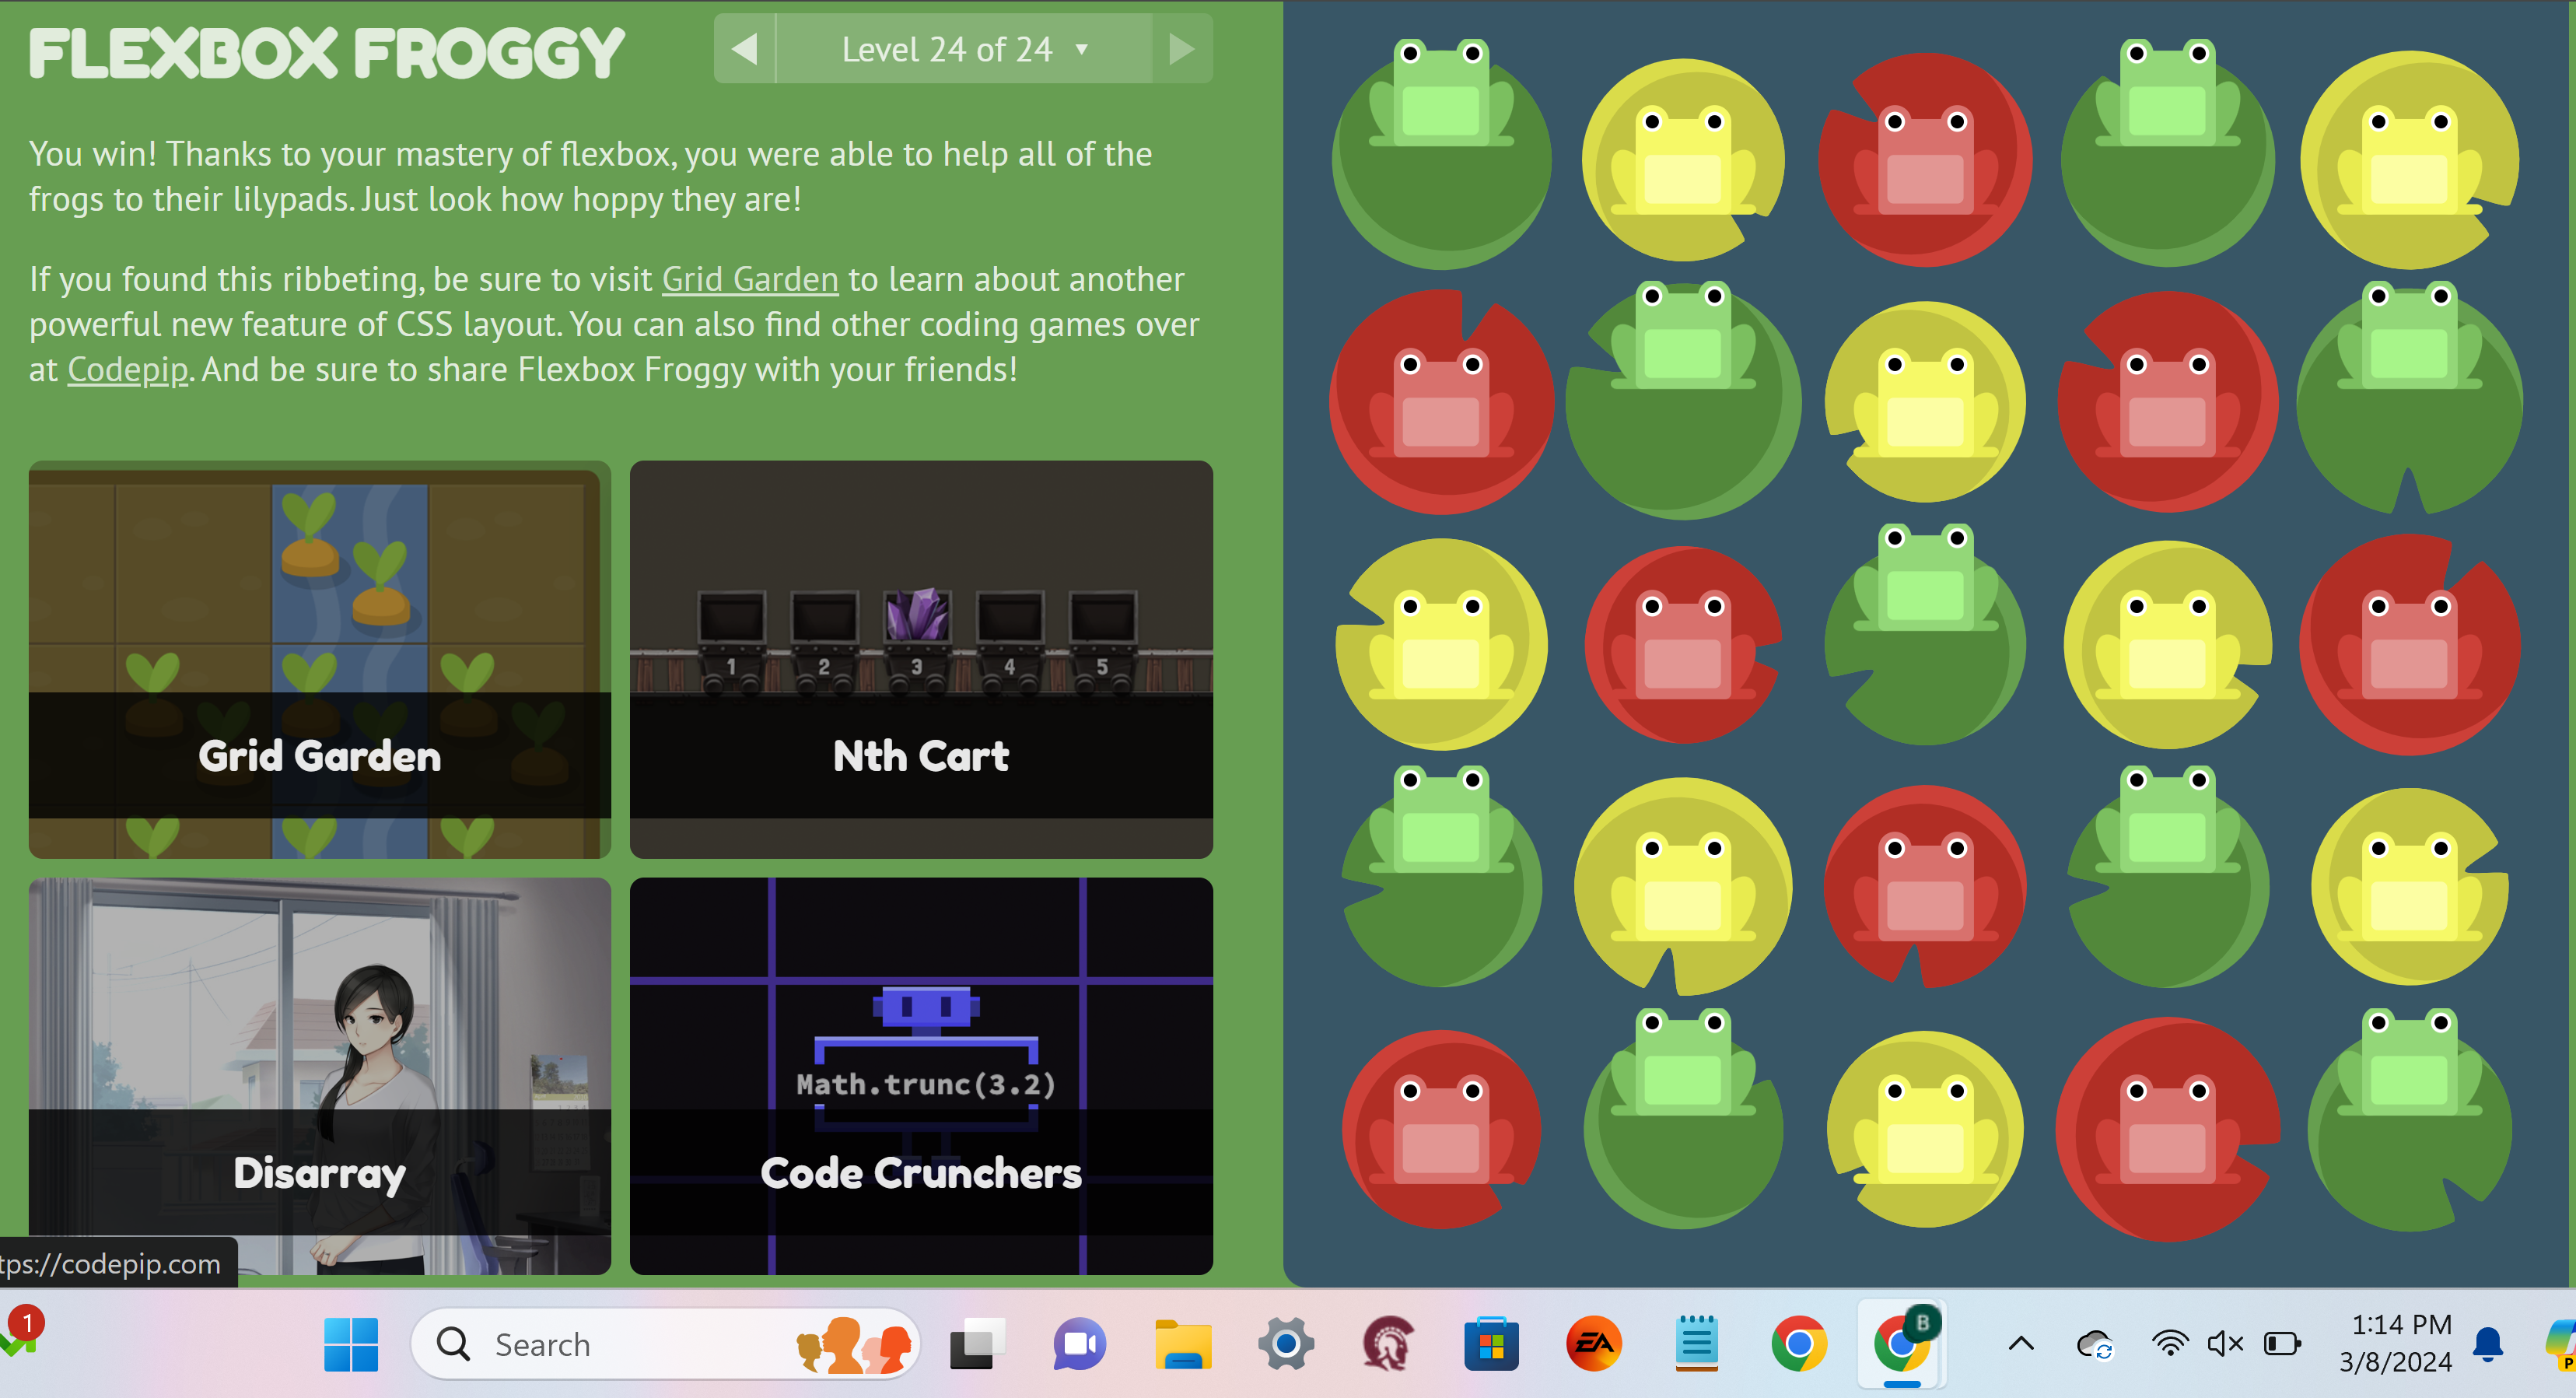 FLEXBOX FROGGY
Level 24 of 24
You win! Thanks to your mastery of flexbox, you were able to help all of the
frogs to their lilypads. Just look how hoppy they are!
If you found this ribbeting, be sure to visit Grid Garden to learn about another
powerful new feature of CSS layout. You can also find other coding games over
at Codepip. And be sure to share Flexbox Froggy with your friends!
1 2 3 4 5
Grid Garden
Nth Cart
Math.trunc(3.2)
Disarray
Code Crunchers
tps://codepip.com
1
Search
EA
B
1:14 PM
3/8/2024
P